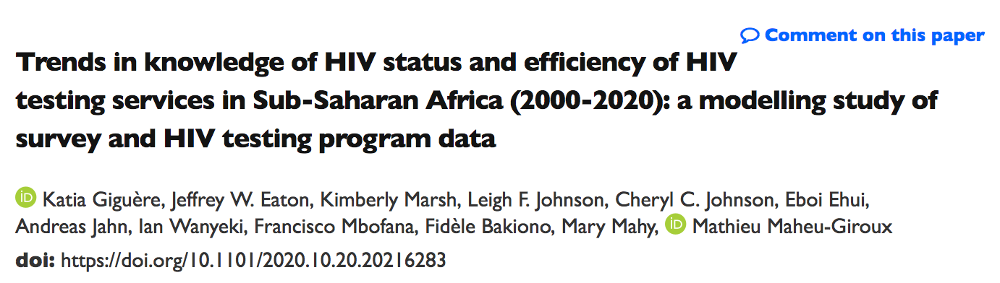 Comment on this paper
Trends in knowledge of HIV status and efficiency of HIV
testing services in Sub-Saharan Africa (2000-2020): a modelling study of
survey and HIV testing program data
iD Katia Giguère, Jeffrey W. Eaton, Kimberly Marsh, Leigh F. Johnson, Cheryl C. Johnson, Eboi Ehui,
Andreas Jahn, Ian Wanyeki, Francisco Mbofana, Fidèle Bakiono, Mary Mahy, iD Mathieu Maheu-Giroux
doi: https://doi.org/10.1101/2020.10.20.20216283